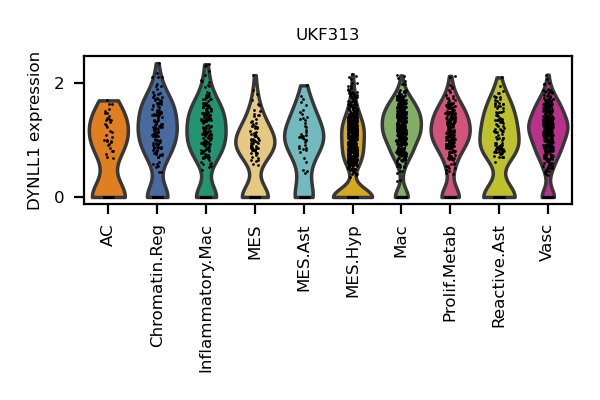 UKF313
DYNLL1 expression
2
0
AC
Chromatin.Reg
Inflammatory.Mac
MES
MES.Ast
MES.Hyp
Mac
Prolif.Metab
Reactive.Ast
Vasc